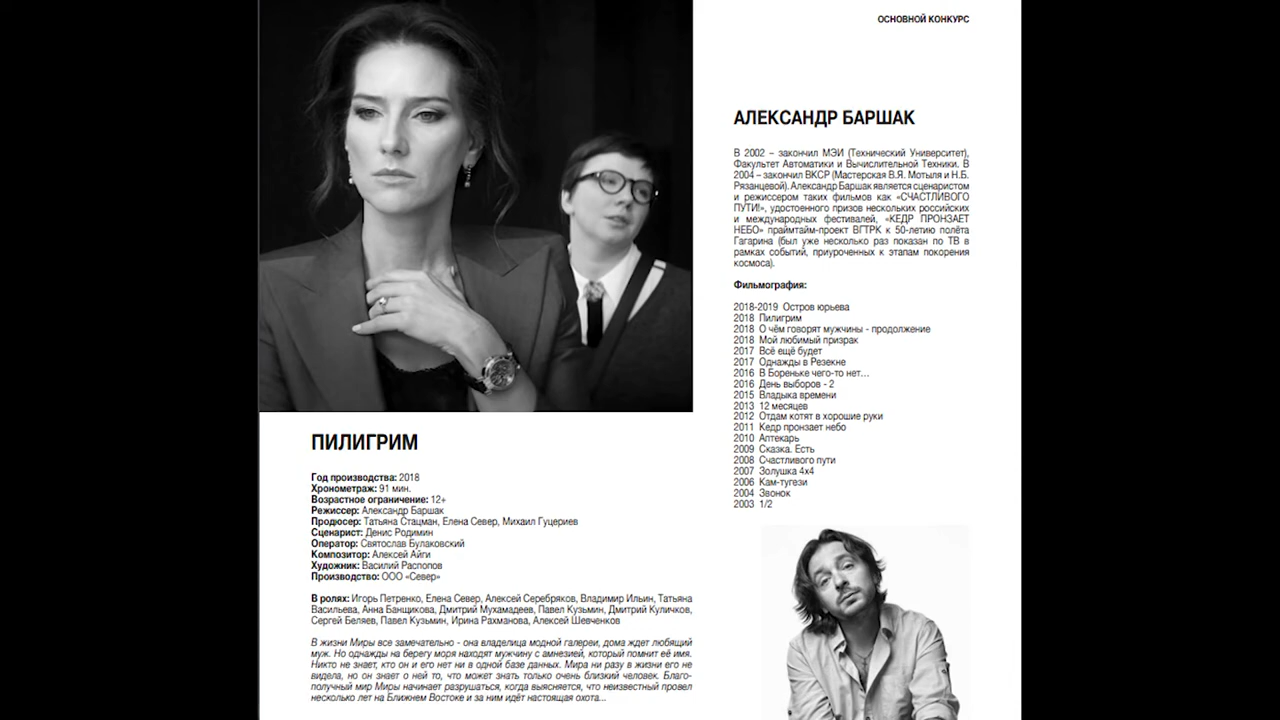 ОСНОВНОЙ КОНКУРС
ПИЛИГРИМ
Год производства: 2018
Хронометраж: 91 мин.
Возрастное ограничение: 12+
Режиссер: Александр Баршак
Продюсер: Татьяна Стацман, Елена Север, Михаил Гуцериев
Сценарист: Денис Родимин
Оператор: Святослав Булаковский
Композитор: Алексей Айги
Художник: Василий Распопов
Производство: ООО «Север»
В ролях: Игорь Петренко, Елена Север, Алексей Серебряков, Владимир Ильин, Татьяна
Васильева, Анна Банщикова, Дмитрий Мухамадеев, Павел Кузьмин, Дмитрий Куличков,
Сергей Беляев, Павел Кузьмин, Ирина Рахманова, Алексей Шевченков
В жизни Миры все замечательно - она владелица модной галереи, дома ждет любящий
муж. Но однажды на берегу моря находят мужчину с амнезией, который помнит её имя.
Никто не знает, кто он и его нет ни в одной базе данных. Мира ни разу в жизни его не
видела, но он знает о ней то, что может знать только очень близкий человек. Благо-
получный мир Миры начинает разрушаться, когда выясняется, что неизвестный провел
несколько лет на Ближнем Востоке и за ним идёт настоящая охота...
АЛЕКСАНДР БАРШАК
В 2002 – закончил МЭИ (Технический Университет),
Факультет Автоматики и Вычислительной Техники. В
2004 – закончил ВКСР (Мастерская В.Я. Мотыля и Н.Б.
Рязанцевой). Александр Баршак является сценаристом
и режиссером таких фильмов как «СЧАСТЛИВОГО
ПУТИ!», удостоенного призов нескольких российских
и международных фестивалей, «КЕДР ПРОНЗАЕТ
НЕБО» праймтайм-проект ВГТРК к 50-летию полёта
Гагарина (был уже несколько раз показан по ТВ в
рамках событий, приуроченных к этапам покорения
космоса).
Фильмография:
2018-2019 Остров юрьева
2018 Пилигрим
2018 О чём говорят мужчины - продолжение
2018 Мой любимый призрак
2017 Всё ещё будет
2017 Однажды в Резекне
2016 В Бореньке чего-то нет...
2016 День выборов - 2
2015 Владыка времени
2013 12 месяцев
2012 Отдам котят в хорошие руки
2011 Кедр пронзает небо
2010 Аптекарь
2009 Сказка. Есть
2008 Счастливого пути
2007 Золушка 4x4
2006 Кам-тугези
2004 Звонок
2003 1/2